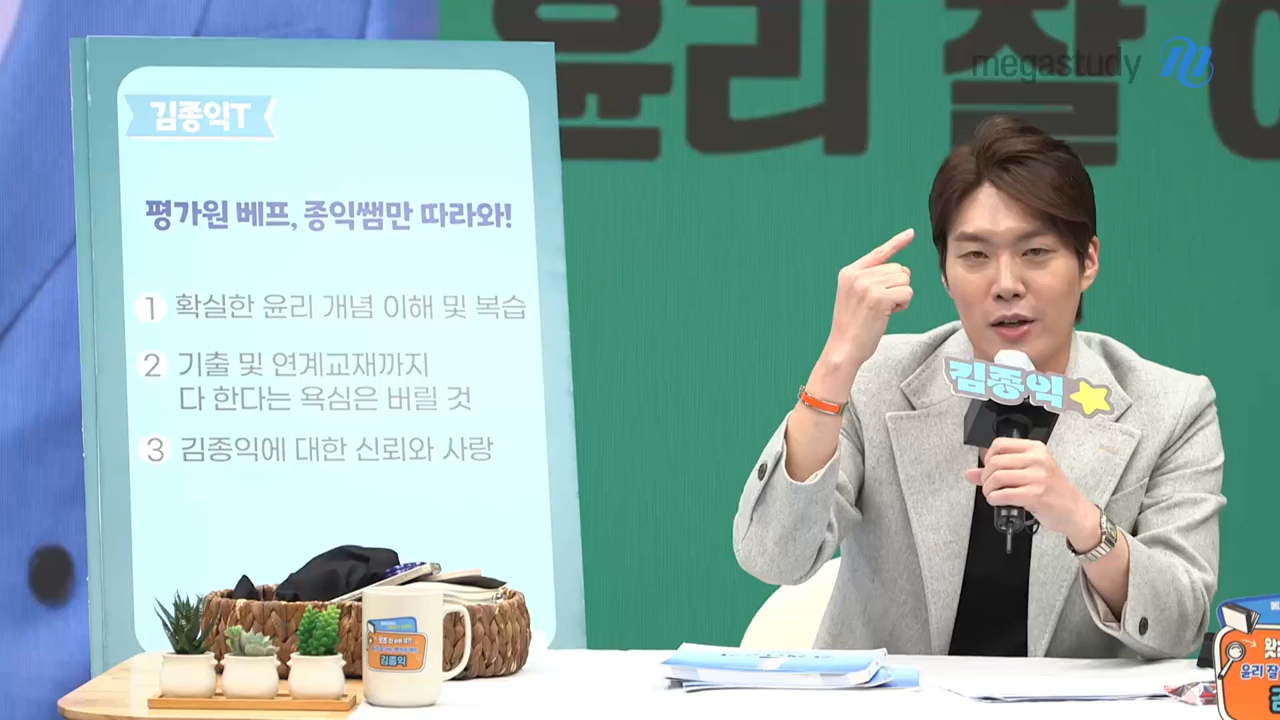 윤리 잘
megastudy
김종익T
평가원 베프, 종익쌤만 따라와!
1 확실한 윤리 개념 이해 및 복습
2 기출 및 연계교재까지
다 한다는 욕심은 버릴 것
3 김종익에 대한 신뢰와 사랑
김종익
김종익
윤리 잘